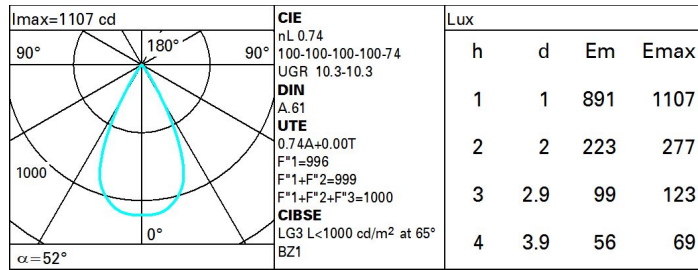 Imax=1107 cd
90°
180°
90°
1000
0°
α=52°
CIE
nL 0.74
100-100-100-100-74
UGR 10.3-10.3
DIN
A.61
UTE
0.74A+0.00T
F"1=996
F"1+F"2=999
F"1+F"2+F"3=1000
CIBSE
LG3 L<1000 cd/m² at 65°
BZ1
Lux
h d Em Emax
1 1 891 1107
2 2 223 277
3 2.9 99 123
4 3.9 56 69